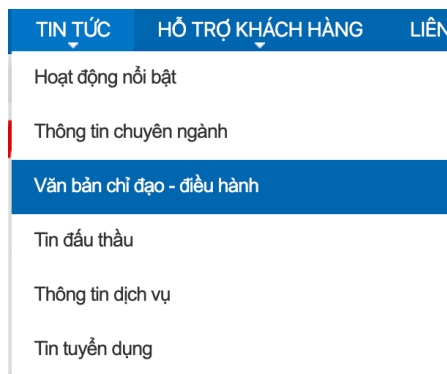 TIN TỨC HỖ TRỢ KHÁCH HÀNG
Hoạt động nổi bật
Thông tin chuyên ngành
Văn bản chỉ đạo - điều hành
Tin đấu thầu
Thông tin dịch vụ
Tin tuyển dụng